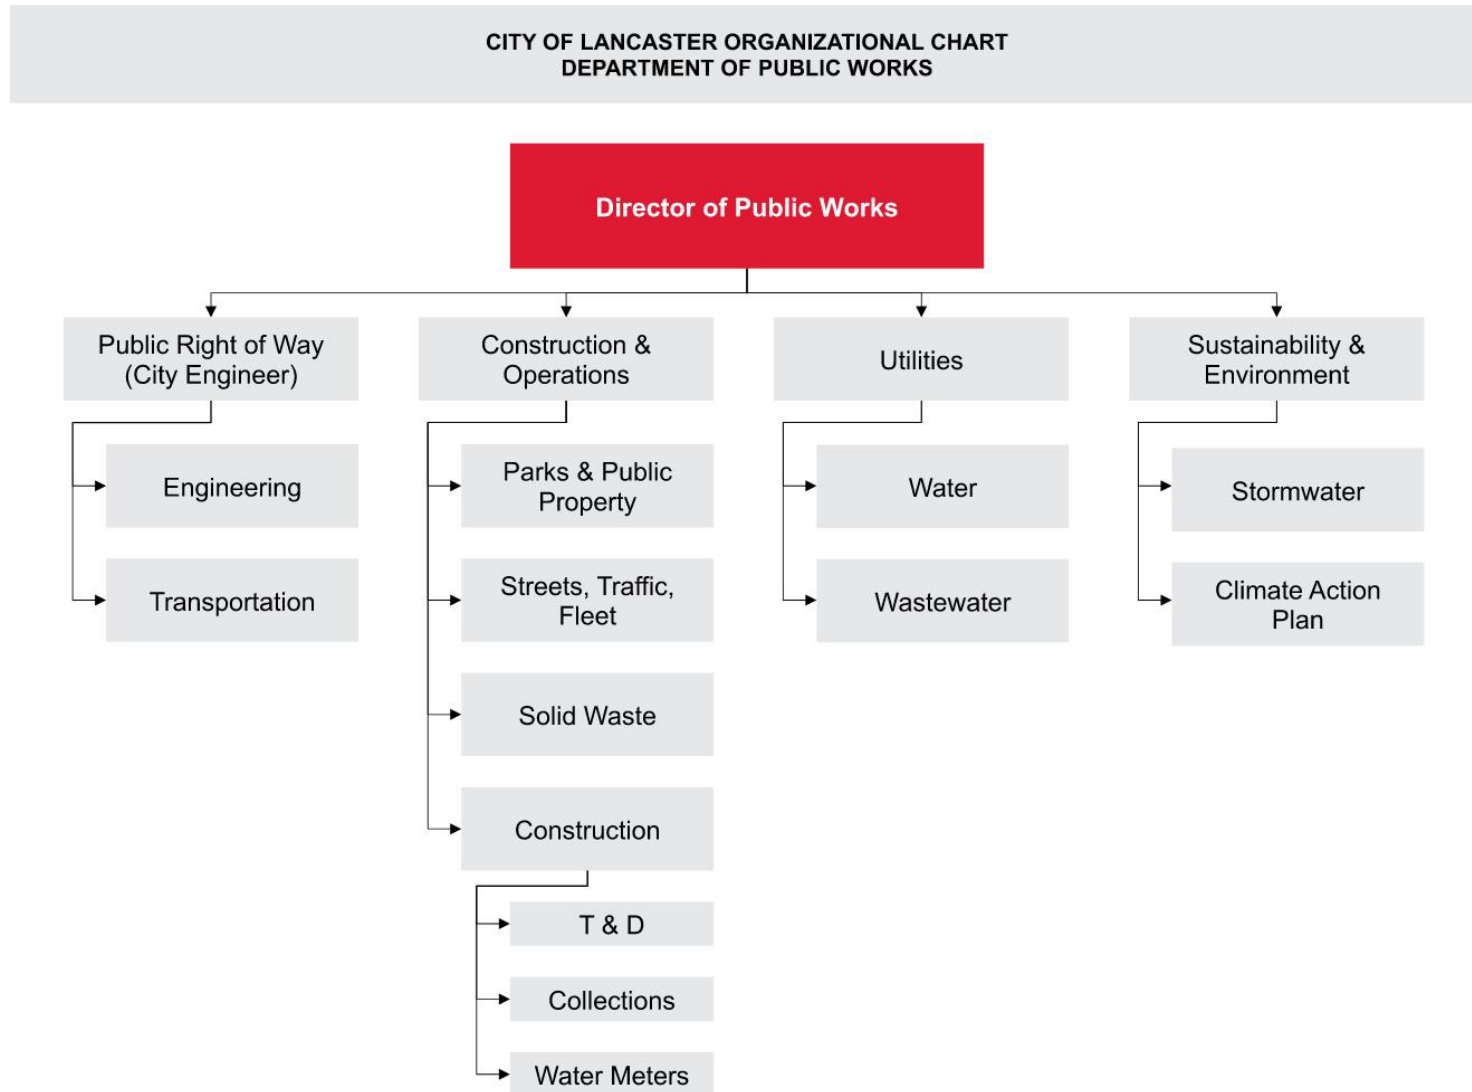 CITY OF LANCASTER ORGANIZATIONAL CHART
DEPARTMENT OF PUBLIC WORKS
Director of Public Works
Public Right of Way
(City Engineer)
Engineering
Transportation
Construction &
Operations
Parks & Public
Property
Streets, Traffic,
Fleet
Solid Waste
Construction
T & D
Collections
Water Meters
Utilities
Water
Wastewater
Sustainability &
Environment
Stormwater
Climate Action
Plan